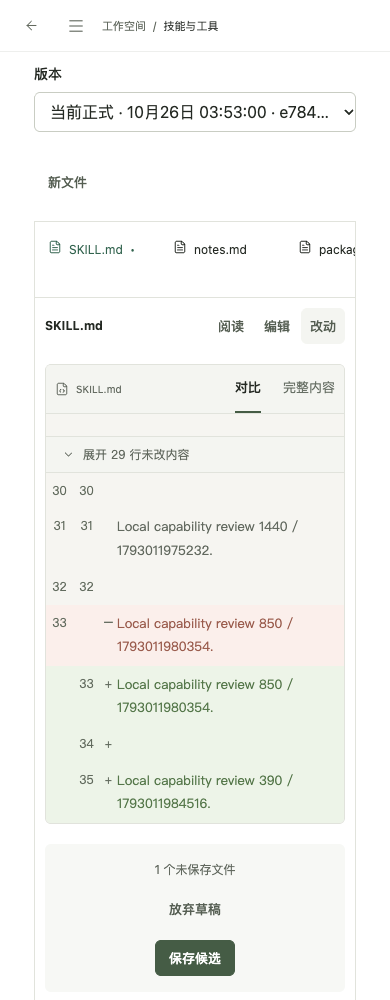 工作空间 / 技能与工具
版本
当前正式 · 10月26日 03:53:00 · e784...
新文件
SKILL.md •
notes.md
packag
SKILL.md
阅读
编辑
改动
SKILL.md
对比
完整内容
展开 29 行未改内容
30 30
31 31 Local capability review 1440 /
1793011975232.
32 32
33 — Local capability review 850 /
1793011980354.
33 + Local capability review 850 /
1793011980354.
34 +
35 + Local capability review 390 /
1793011984516.
1 个未保存文件
放弃草稿
保存候选